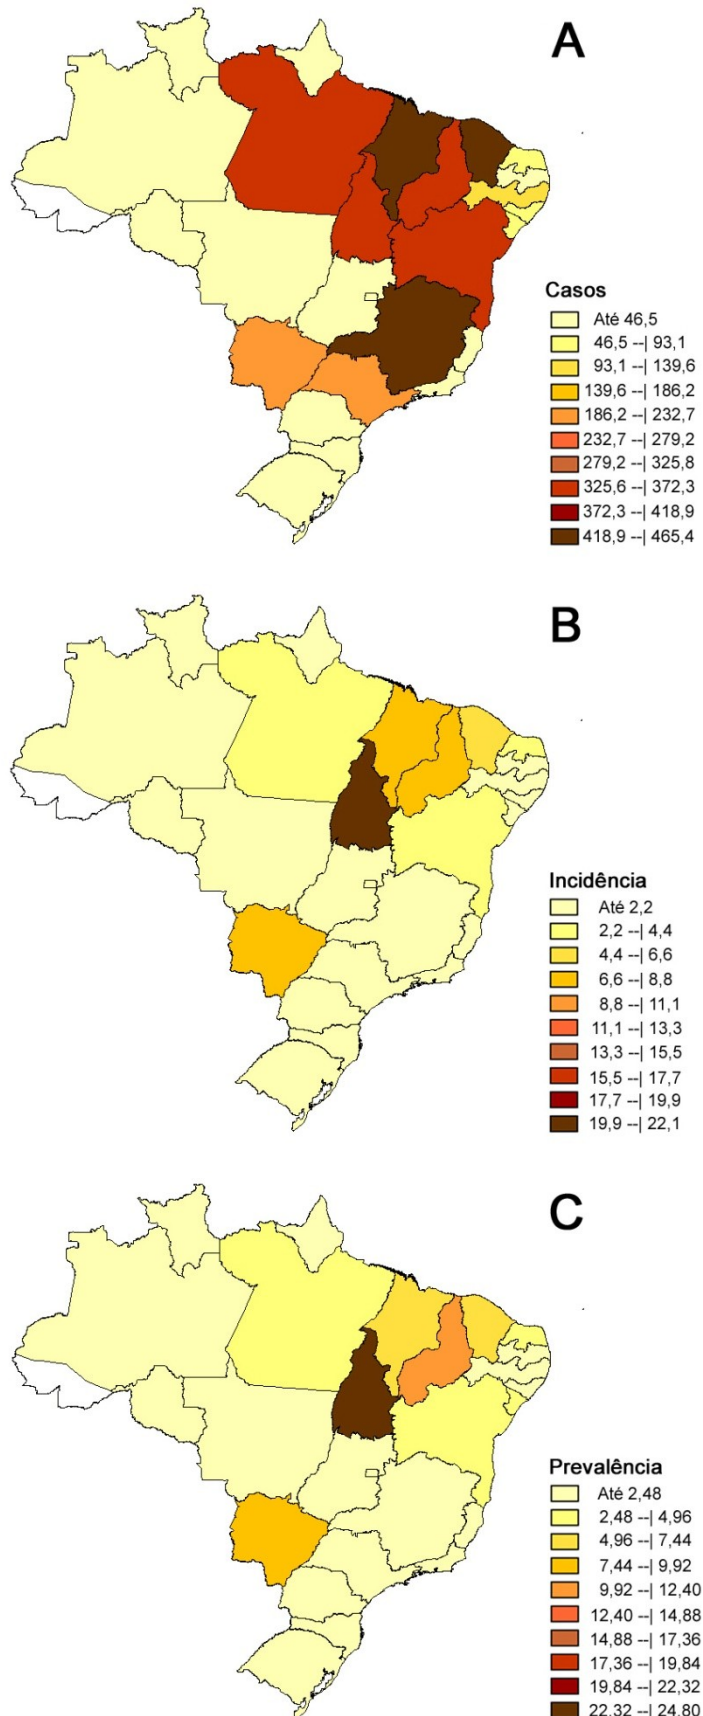 A
Casos
Até 46,5
46,5 --| 93,1
93,1 --| 139,6
139,6 --| 186,2
186,2 --| 232,7
232,7 --| 279,2
279,2 --| 325,8
325,6 --| 372,3
372,3 --| 418,9
418,9 --| 465,4
B
Incidência
Até 2,2
2,2 --| 4,4
4,4 --| 6,6
6,6 --| 8,8
8,8 --| 11,1
11,1 --| 13,3
13,3 --| 15,5
15,5 --| 17,7
17,7 --| 19,9
19,9 --| 22,1
C
Prevalência
Até 2,48
2,48 --| 4,96
4,96 --| 7,44
7,44 --| 9,92
9,92 --| 12,40
12,40 --| 14,88
14,88 --| 17,36
17,36 --| 19,84
19,84 --| 22,32
22,32 --| 24,80